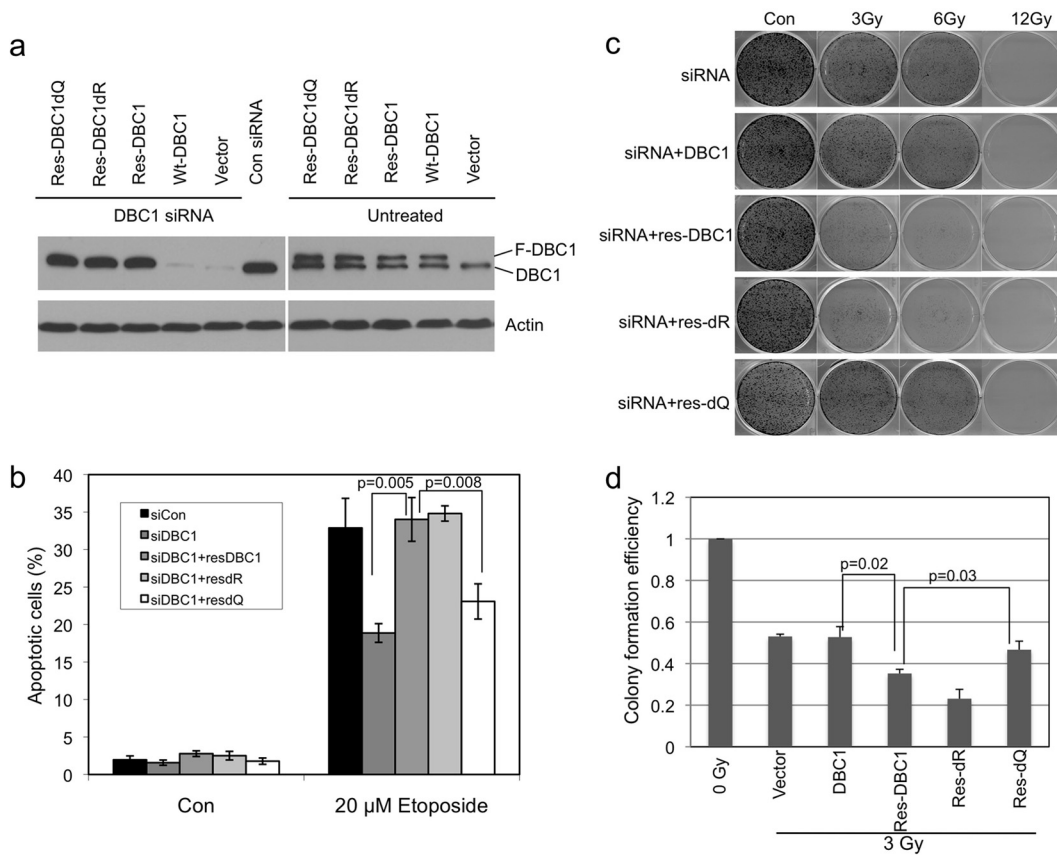 a
Res-DBC1dQ
Res-DBC1dR
Res-DBC1
Wt-DBC1
Vector
Con siRNA
Res-DBC1dQ
Res-DBC1dR
Res-DBC1
Wt-DBC1
Vector
DBC1 siRNA
Untreated
F-DBC1
DBC1
Actin
b
Apoptotic cells (%)
40
35
30
25
20
15
10
5
0
siCon
siDBC1
siDBC1+resDBC1
siDBC1+resdR
siDBC1+resdQ
p=0.005
p=0.008
Con
20 µM Etoposide
c
Con
3Gy
6Gy
12Gy
siRNA
siRNA+DBC1
siRNA+res-DBC1
siRNA+res-dR
siRNA+res-dQ
d
Colony formation efficiency
1.2
1
0.8
0.6
0.4
0.2
0
p=0.02
p=0.03
0 Gy
Vector
DBC1
Res-DBC1
Res-dR
Res-dQ
3 Gy